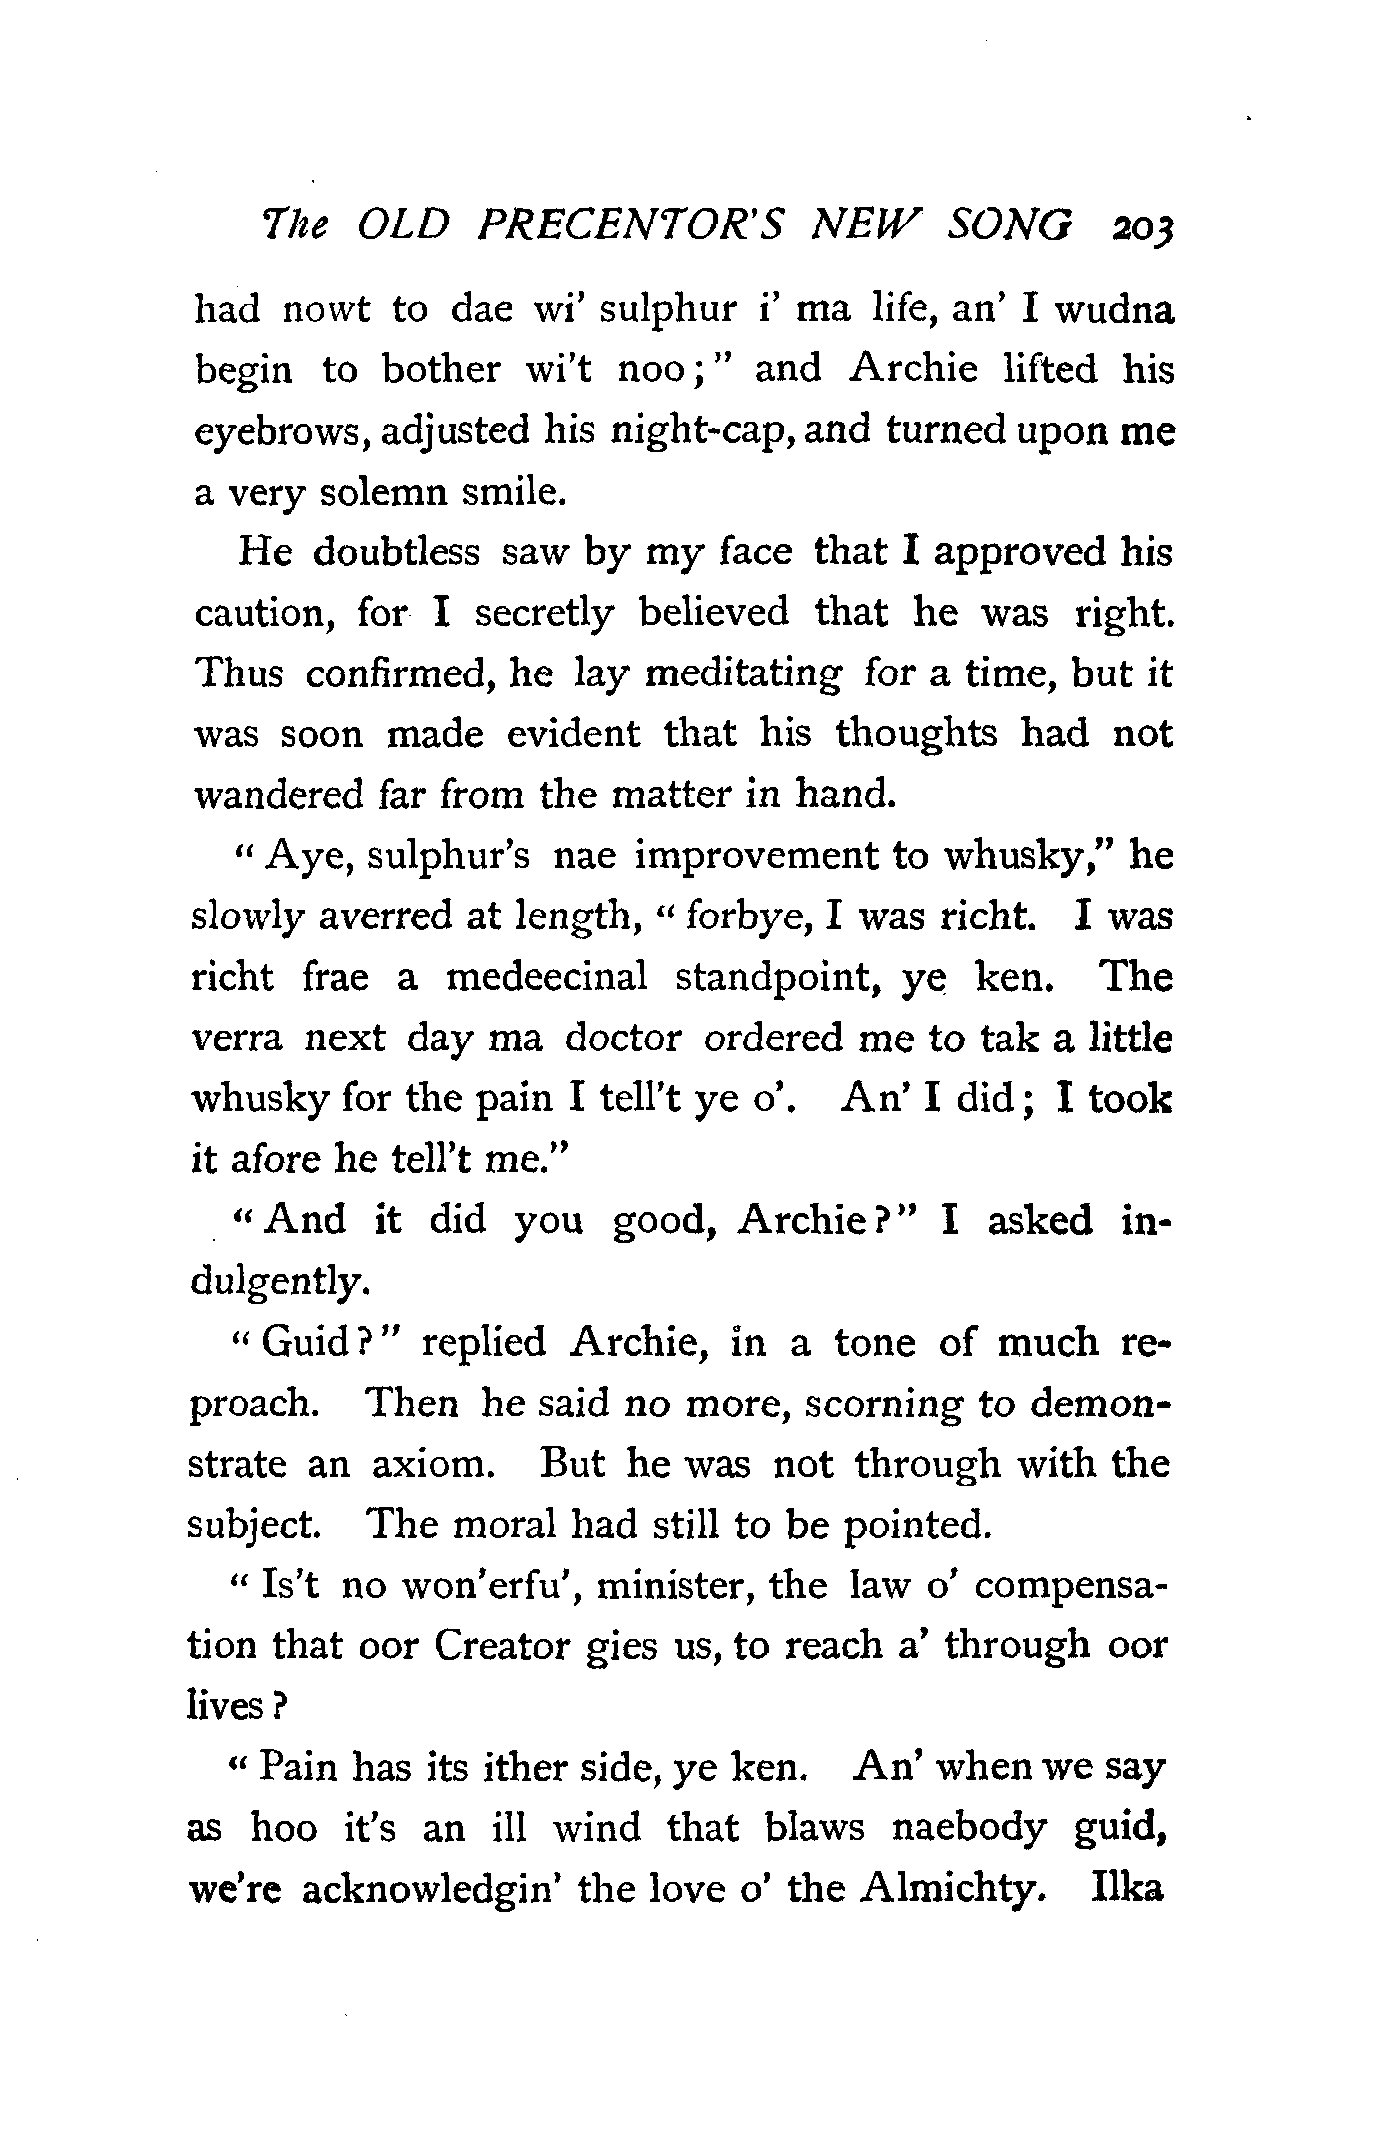 The OLD PRECENTOR'S NEW SONG 203
had nowt to dae wi' sulphur i' ma life, an' I wudna
begin to bother wi't noo;" and Archie lifted his
eyebrows, adjusted his night-cap, and turned upon me
a very solemn smile.
He doubtless saw by my face that I approved his
caution, for I secretly believed that he was right.
Thus confirmed, he lay meditating for a time, but it
was soon made evident that his thoughts had not
wandered far from the matter in hand.
"Aye, sulphur's nae improvement to whusky," he
slowly averred at length, "forbye, I was richt. I was
richt frae a medeecinal standpoint, ye ken. The
verra next day ma doctor ordered me to tak a little
whusky for the pain I tell't ye o'. An' I did; I took
it afore he tell't me."
"And it did you good, Archie?" I asked in-
dulgently.
"Guid?" replied Archie, in a tone of much re-
proach. Then he said no more, scorning to demon-
strate an axiom. But he was not through with the
subject. The moral had still to be pointed.
"Is't no won'erfu', minister, the law o' compensa-
tion that oor Creator gies us, to reach a' through oor
lives?
"Pain has its ither side, ye ken. An' when we say
as hoo it's an ill wind that blaws naebody guid,
we're acknowledgin' the love o' the Almichty. Ilka